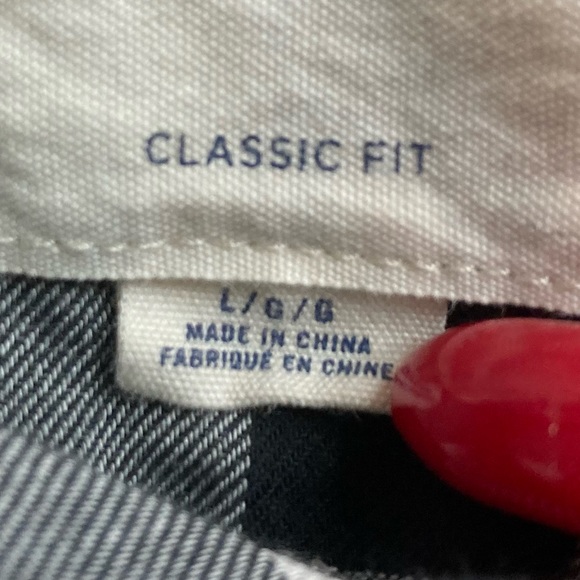 CLASSIC FIT
L/G/G
MADE IN CHINA
FABRIQUÉ EN CHINE